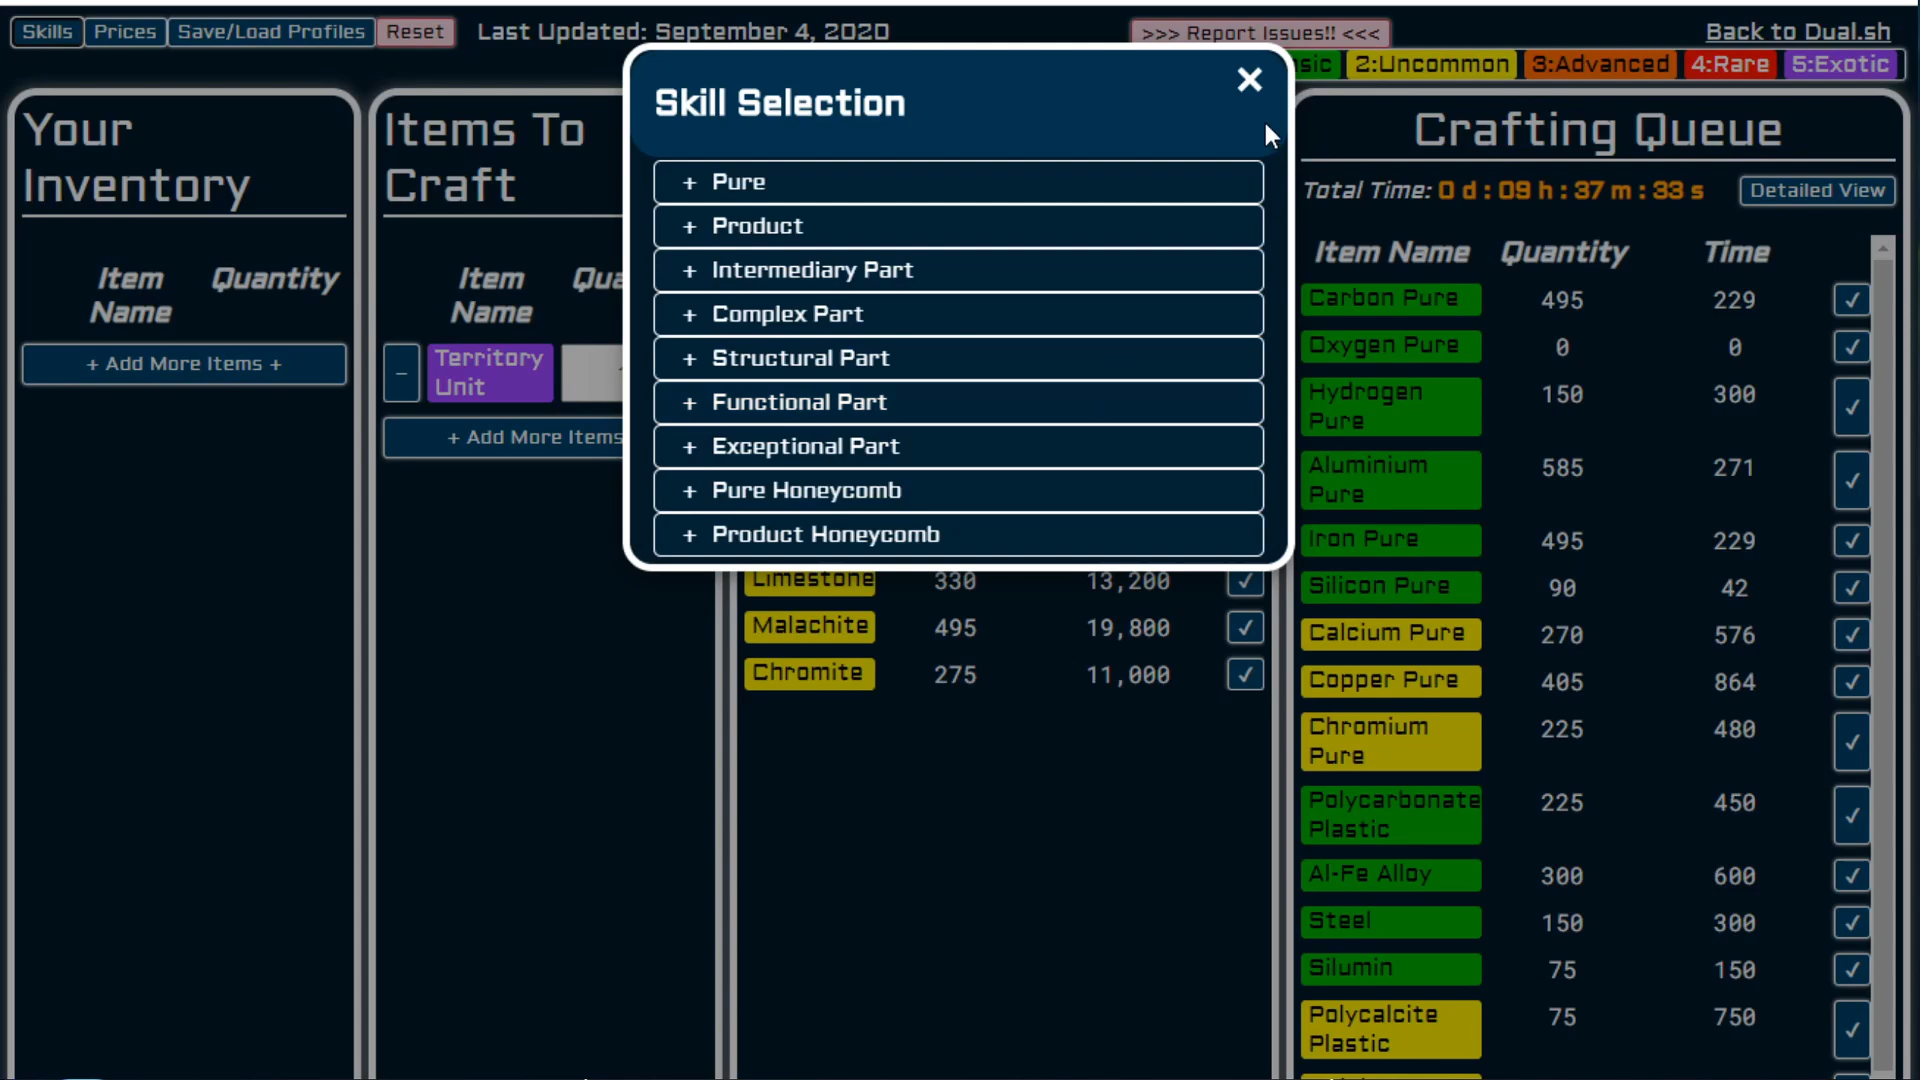 Skills Prices Save/Load Profiles Reset Last Updated: September 4, 2020 >>> Report Issues!! <<< Back to Dual.sh
2:Uncommon 3:Advanced 4:Rare 5:Exotic
Your
Inventory
Item
Name
Quantity
+ Add More Items +
Items To
Craft
Item
Name
- Territory
Unit
+ Add More Items
Skill Selection
+ Pure
+ Product
+ Intermediary Part
+ Complex Part
+ Structural Part
+ Functional Part
+ Exceptional Part
+ Pure Honeycomb
+ Product Honeycomb
Limestone 330 13,200 ✓
Malachite 495 19,800 ✓
Chromite 275 11,000 ✓
Crafting Queue
Total Time: 0 d : 09 h : 37 m : 33 s Detailed View
Item Name Quantity Time
Carbon Pure 495 229 ✓
Oxygen Pure 0 0 ✓
Hydrogen
Pure 150 300 ✓
Aluminium
Pure 585 271 ✓
Iron Pure 495 229 ✓
Silicon Pure 90 42 ✓
Calcium Pure 270 576 ✓
Copper Pure 405 864 ✓
Chromium
Pure 225 480 ✓
Polycarbonate
Plastic 225 450 ✓
Al-Fe Alloy 300 600 ✓
Steel 150 300 ✓
Silumin 75 150 ✓
Polycalcite
Plastic 75 750 ✓